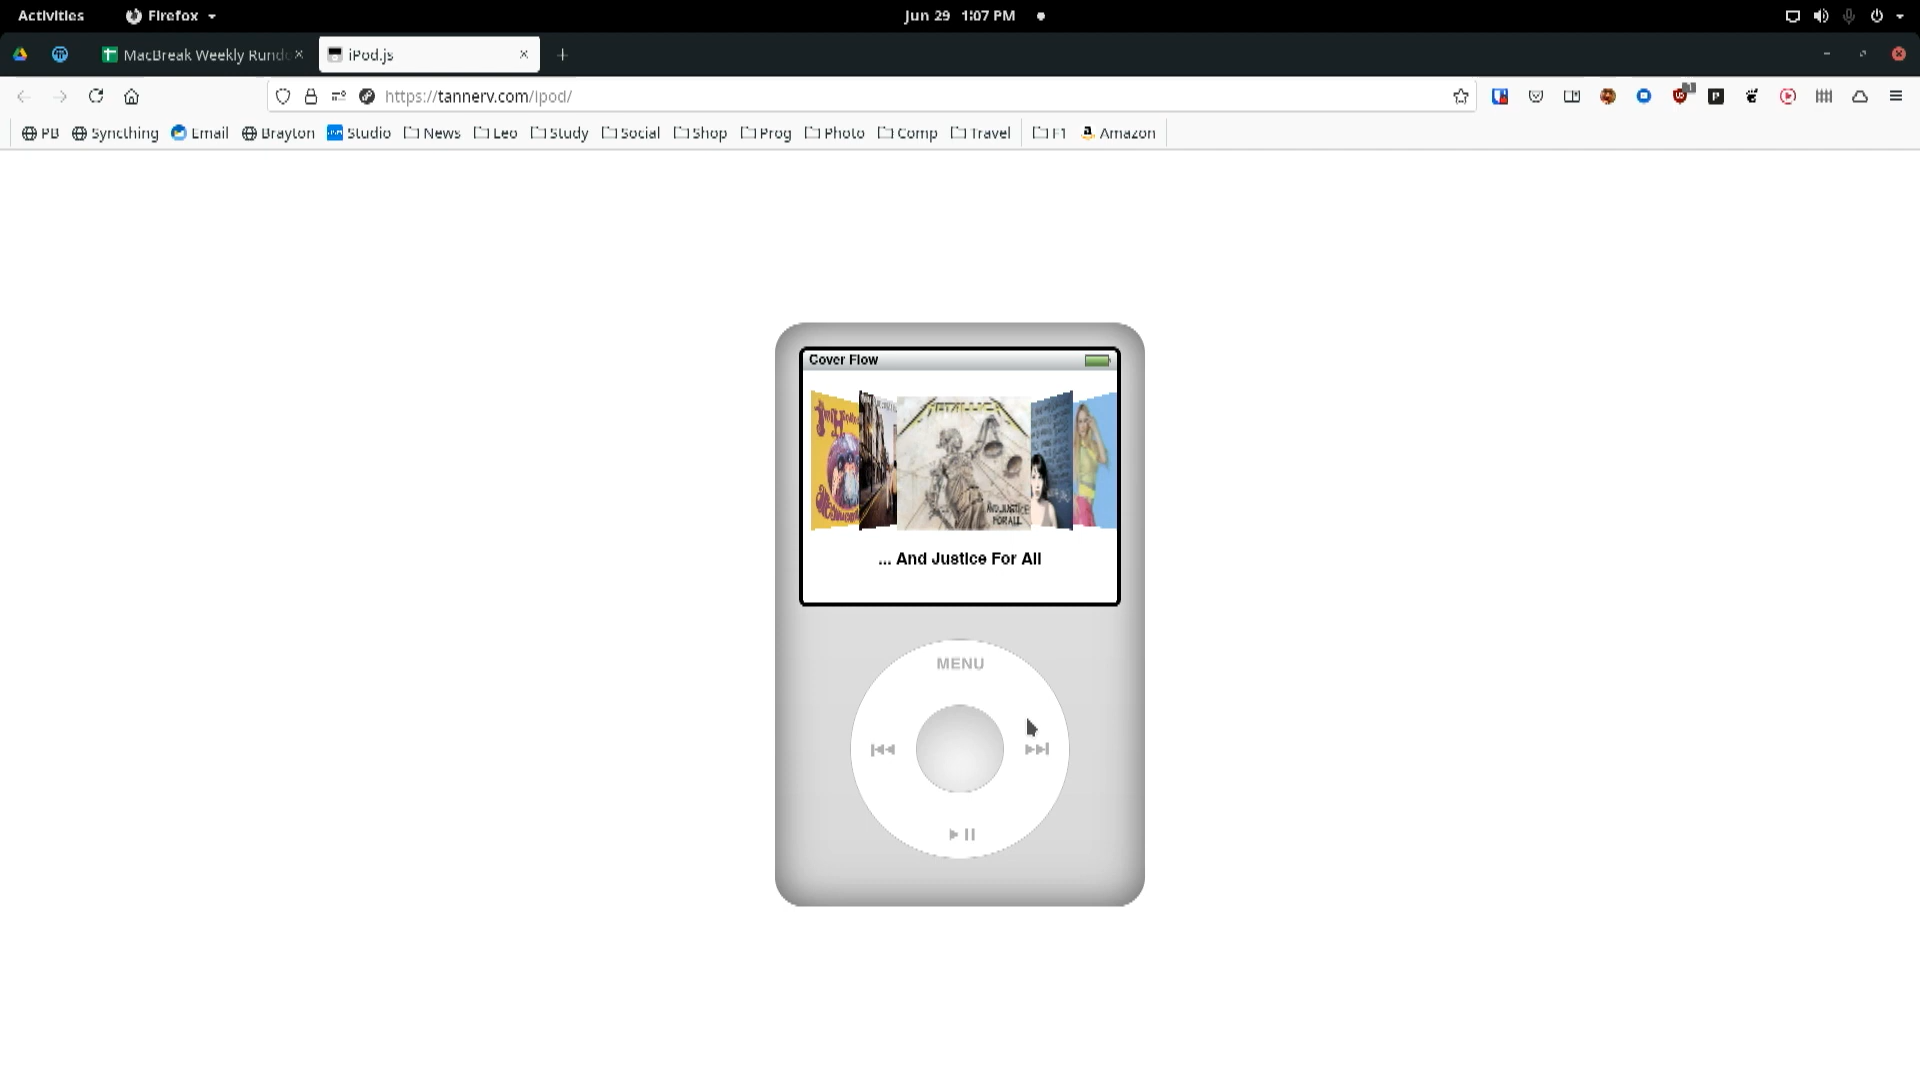 Activities Firefox Jun 29 1:07 PM
MacBreak Weekly Rund iPod.js
https://tannerv.com/ipod/
PB Syncthing Email Brayton Studio News Leo Study Social Shop Prog Photo Comp Travel F1 Amazon
Cover Flow
METALLICA
AND JUSTICE
FOR ALL
... And Justice For All
MENU